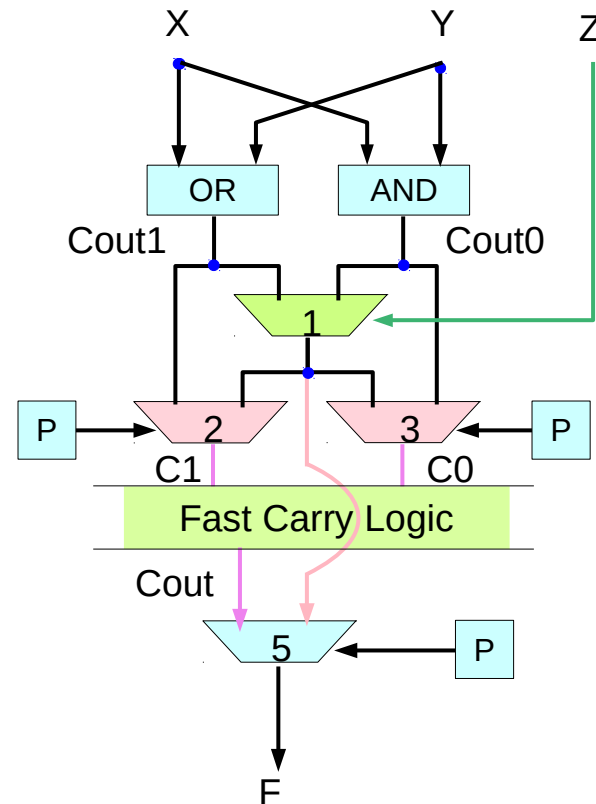 X Y Z
OR AND
Cout1 Cout0
1
P 2 3 P
C1 C0
Fast Carry Logic
Cout
5 P
F